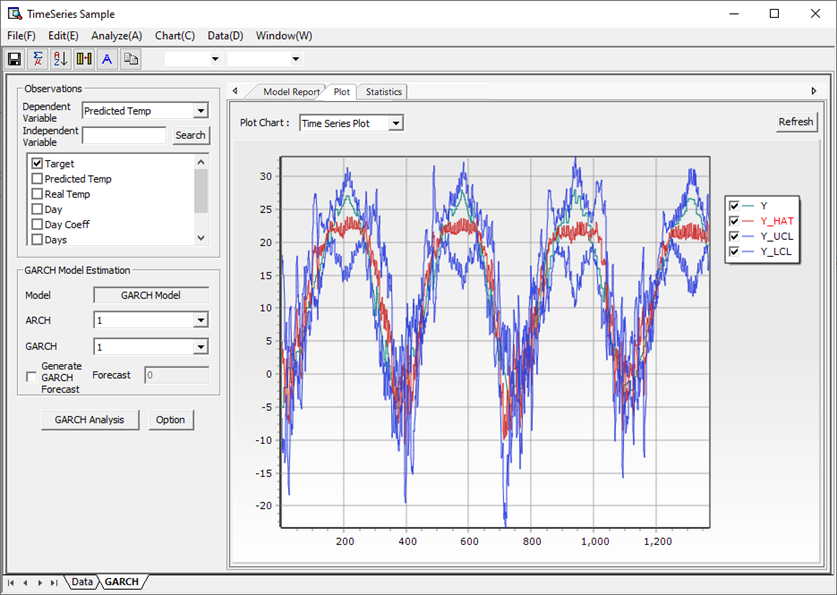 TimeSeries Sample
File(F) Edit(E) Analyze(A) Chart(C) Data(D) Window(W)
Observations
Dependent Variable Predicted Temp
Independent Variable Search
Target
Predicted Temp
Real Temp
Day
Day Coeff
Days
GARCH Model Estimation
Model GARCH Model
ARCH 1
GARCH 1
Generate GARCH Forecast Forecast 0
GARCH Analysis Option
Model Report Plot Statistics
Plot Chart : Time Series Plot Refresh
30
25
20
15
10
5
0
-5
-10
-15
-20
200 400 600 800 1,000 1,200
Y
Y_HAT
Y_UCL
Y_LCL
Data GARCH